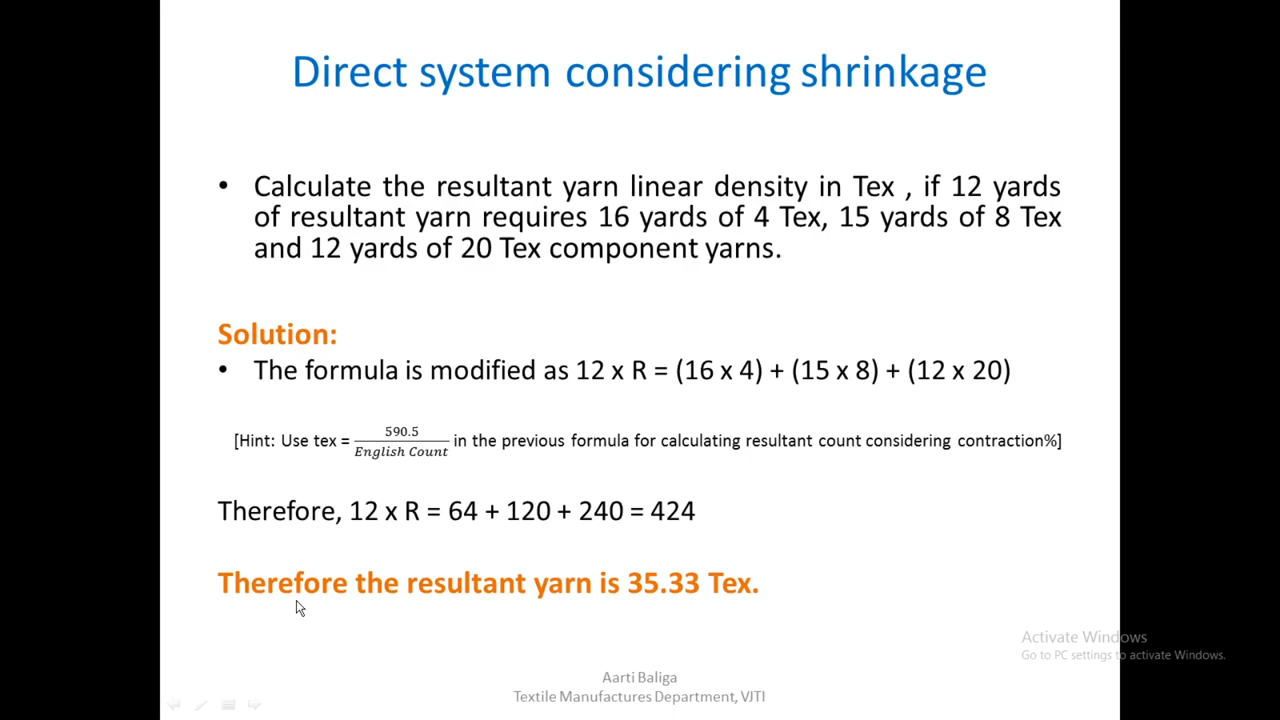 Direct system considering shrinkage
• Calculate the resultant yarn linear density in Tex , if 12 yards
of resultant yarn requires 16 yards of 4 Tex, 15 yards of 8 Tex
and 12 yards of 20 Tex component yarns.
Solution:
• The formula is modified as 12 x R = (16 x 4) + (15 x 8) + (12 x 20)
[Hint: Use tex = 590.5 / English Count in the previous formula for calculating resultant count considering contraction%]
Therefore, 12 x R = 64 + 120 + 240 = 424
Therefore the resultant yarn is 35.33 Tex.
Activate Windows
Go to PC settings to activate Windows.
Aarti Baliga
Textile Manufactures Department, VJTI